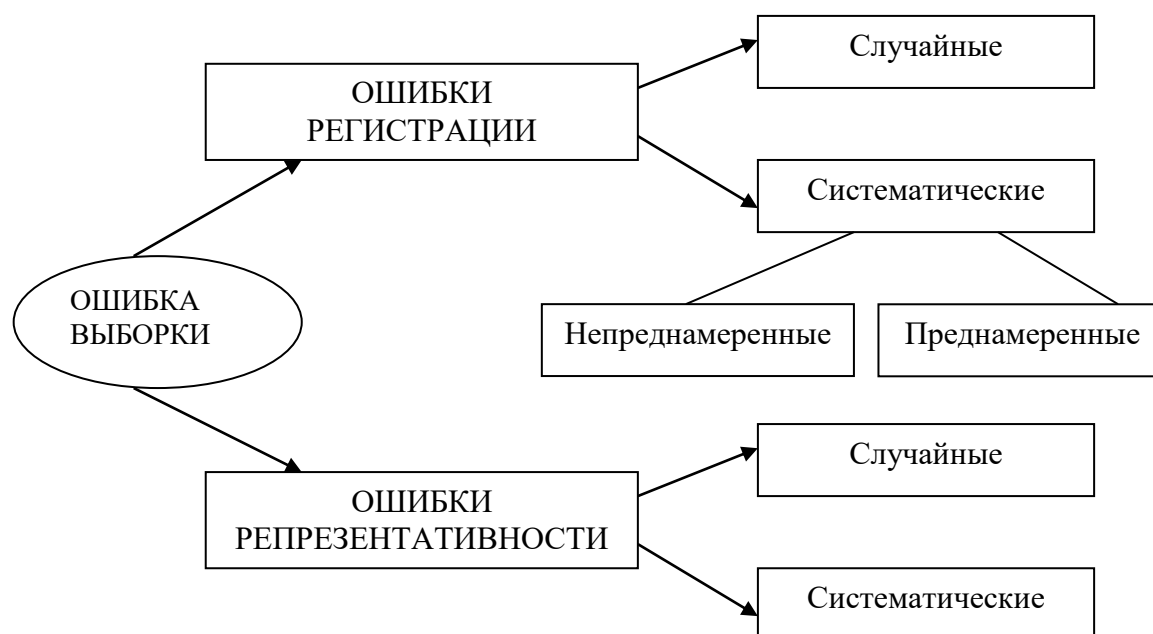 Случайные
ОШИБКИ
РЕГИСТРАЦИИ
Систематические
ОШИБКА
ВЫБОРКИ
Непреднамеренные
Преднамеренные
Случайные
ОШИБКИ
РЕПРЕЗЕНТАТИВНОСТИ
Систематические